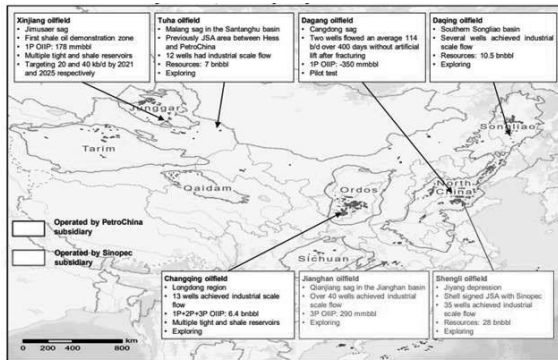 Xinjiang oilfield
- Jimusaer sag
- First shale oil demonstration zone
- 1P OIIP: 178 mmbbl
- Multiple tight and shale reservoirs
- Targeting 20 and 40 kb/d by 2021
and 2025 respectively
Tuha oilfield
- Malang sag in the Santanghu basin
- Previously JSA area between Hess
and PetroChina
- 12 wells had industrial scale flow
- Resources: 7 bnbbl
- Exploring
Dagang oilfield
- Cangdong sag
- Two wells flowed an average 114
b/d over 400 days without artificial
lift after fracturing
- 1P OIIP: ~350 mmbbl
- Pilot test
Daqing oilfield
- Southern Songliao basin
- Several wells achieved industrial
scale flow
- Resources: 10.5 bnbbl
- Exploring
Junggar
Songliao
Tarim
Qaidam
Ordos
North
China
Sichuan
Operated by PetroChina
subsidiary
Operated by Sinopec
subsidiary
Changqing oilfield
- Longdong region
- 13 wells achieved industrial scale
flow
- 1P+2P+3P OIIP: 6.4 bnbbl
- Multiple tight and shale reservoirs
- Exploring
Jianghan oilfield
- Qianjiang sag in the Jianghan basin
- Over 40 wells achieved industrial
scale flow
- 3P OIIP: 290 mmbbl
- Exploring
Shengli oilfield
- Jiyang depression
- Shell signed JSA with Sinopec
- 35 wells achieved industrial
scale flow
- Resources: 28 bnbbl
- Exploring
0 200 400 600 800
km